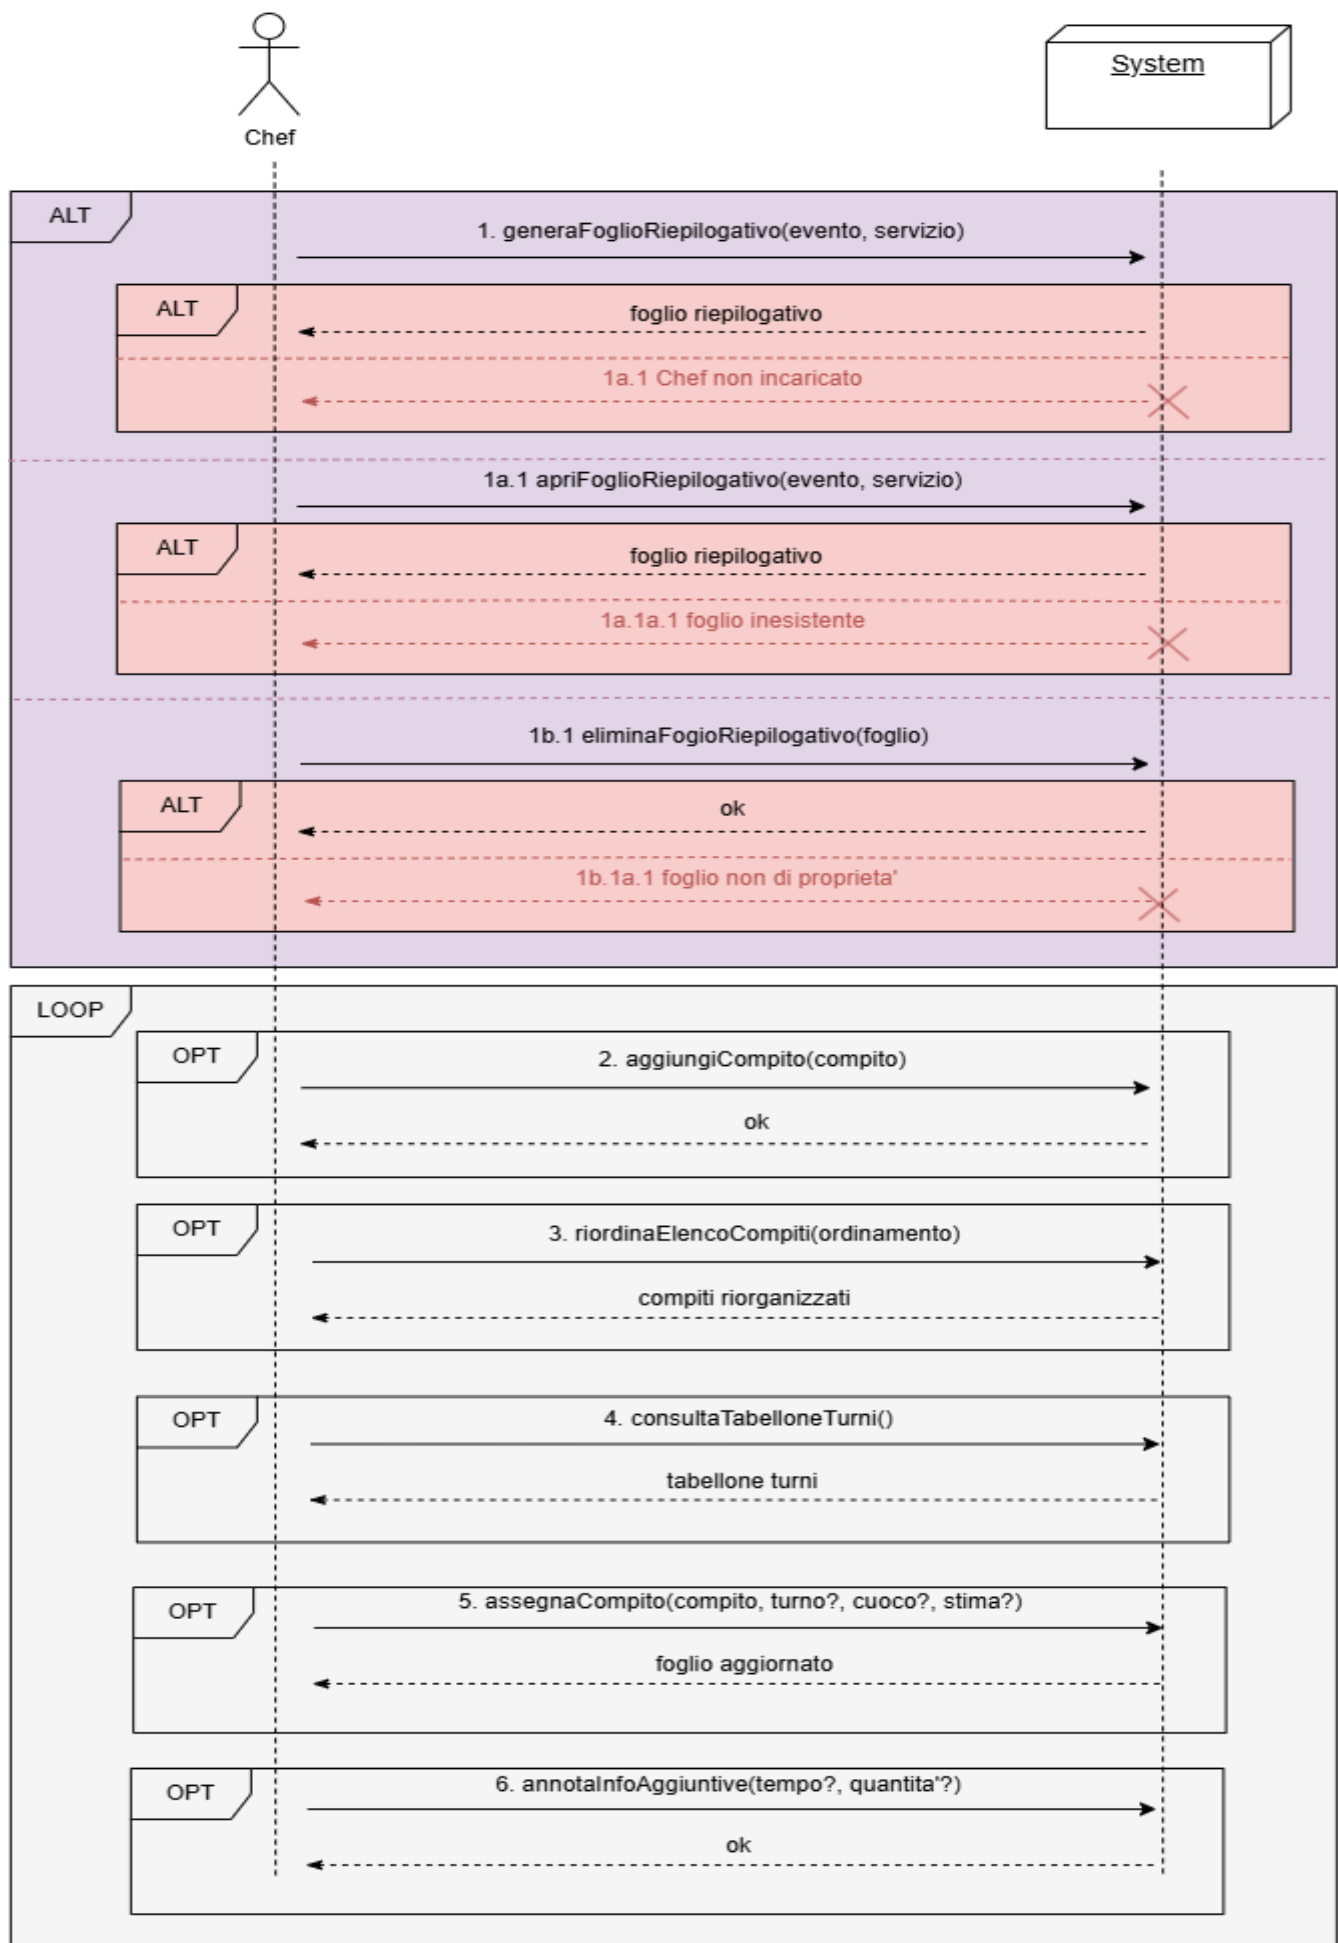 Chef
System
ALT
1. generaFoglioRiepilogativo(evento, servizio)
ALT
foglio riepilogativo
1a.1 Chef non incaricato
1a.1 apriFoglioRiepilogativo(evento, servizio)
ALT
foglio riepilogativo
1a.1a.1 foglio inesistente
1b.1 eliminaFogioRiepilogativo(foglio)
ALT
ok
1b.1a.1 foglio non di proprieta'
LOOP
OPT
2. aggiungiCompito(compito)
ok
OPT
3. riordinaElencoCompiti(ordinamento)
compiti riorganizzati
OPT
4. consultaTabelloneTurni()
tabellone turni
OPT
5. assegnaCompito(compito, turno?, cuoco?, stima?)
foglio aggiornato
OPT
6. annotaInfoAggiuntive(tempo?, quantita'?)
ok